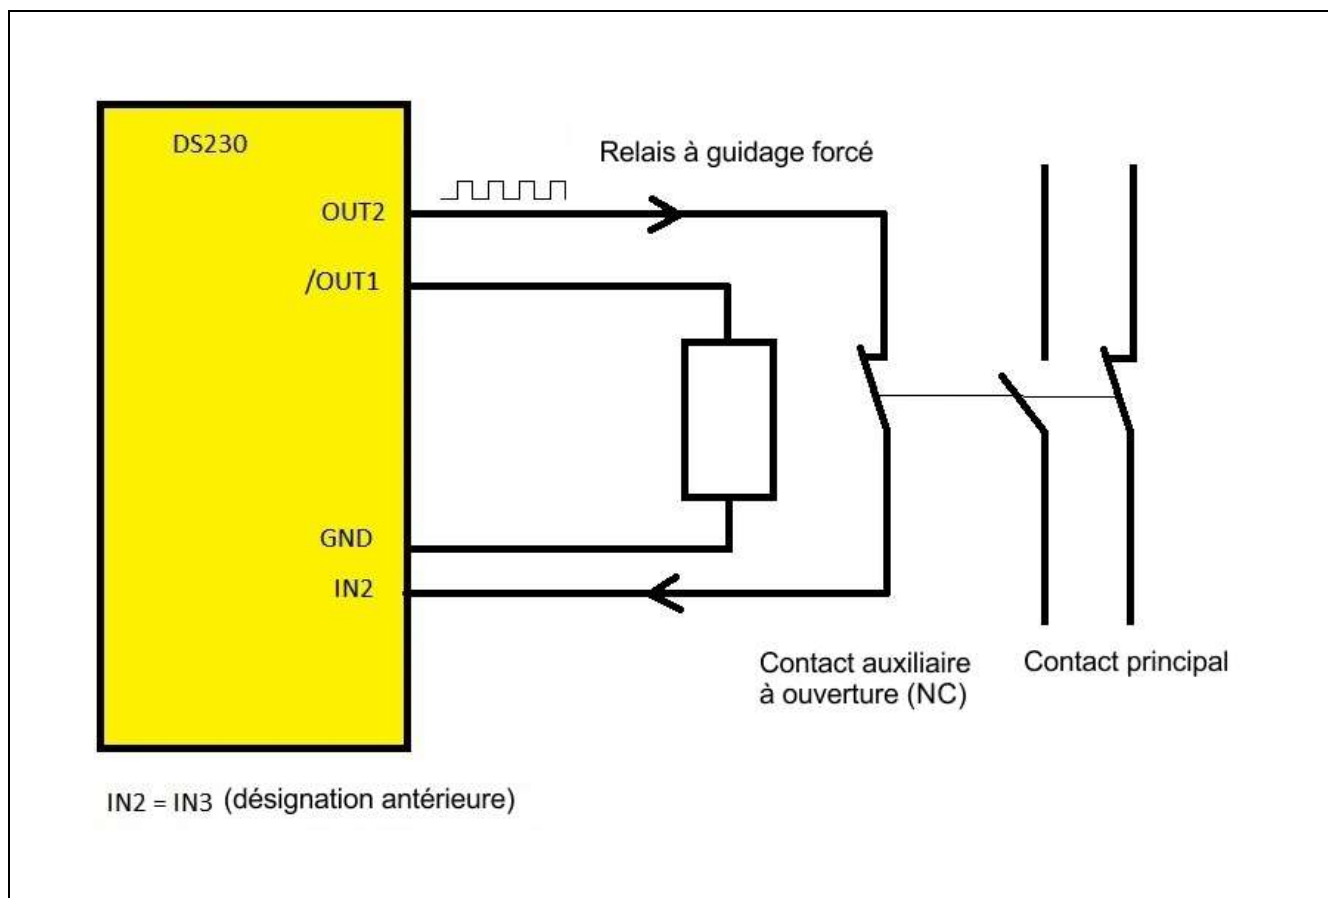 DS230
Relais à guidage forcé
OUT2
/OUT1
GND
IN2
Contact auxiliaire
à ouverture (NC)
Contact principal
IN2 = IN3 (désignation antérieure)